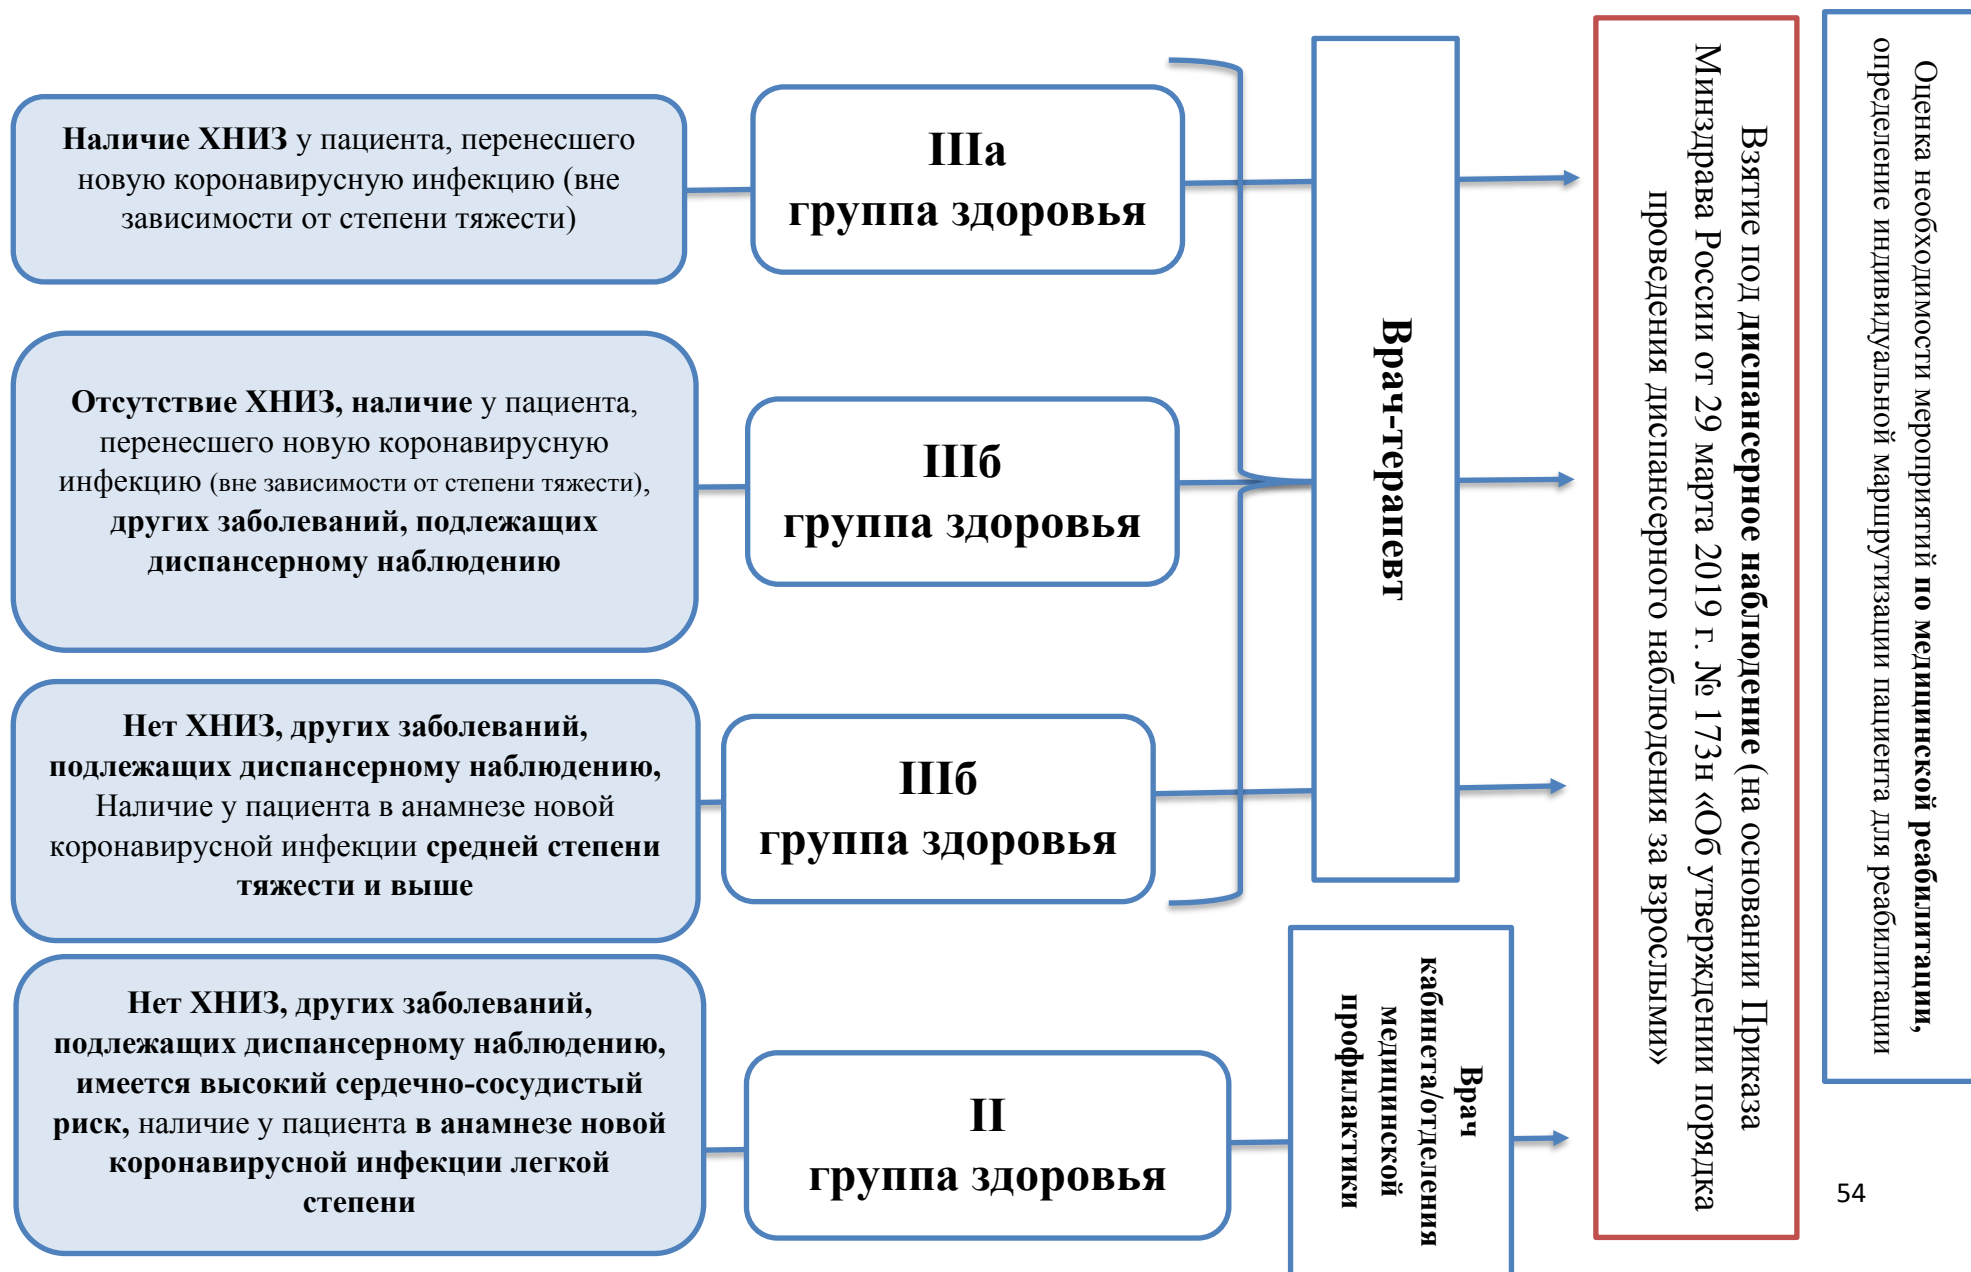 Наличие ХНИЗ у пациента, перенесшего
новую коронавирусную инфекцию (вне
зависимости от степени тяжести)
IIIа
группа здоровья
Отсутствие ХНИЗ, наличие у пациента,
перенесшего новую коронавирусную
инфекцию (вне зависимости от степени тяжести),
других заболеваний, подлежащих
диспансерному наблюдению
IIIб
группа здоровья
Нет ХНИЗ, других заболеваний,
подлежащих диспансерному наблюдению,
Наличие у пациента в анамнезе новой
коронавирусной инфекции средней степени
тяжести и выше
IIIб
группа здоровья
Нет ХНИЗ, других заболеваний,
подлежащих диспансерному наблюдению,
имеется высокий сердечно-сосудистый
риск, наличие у пациента в анамнезе новой
коронавирусной инфекции легкой
степени
II
группа здоровья
Врач-терапевт
Врач
кабинета/отделения
медицинской
профилактики
Взятие под диспансерное наблюдение (на основании Приказа
Минздрава России от 29 марта 2019 г. № 173н «Об утверждении порядка
проведения диспансерного наблюдения за взрослыми»
Оценка необходимости мероприятий по медицинской реабилитации,
определение индивидуальной маршрутизации пациента для реабилитации
54